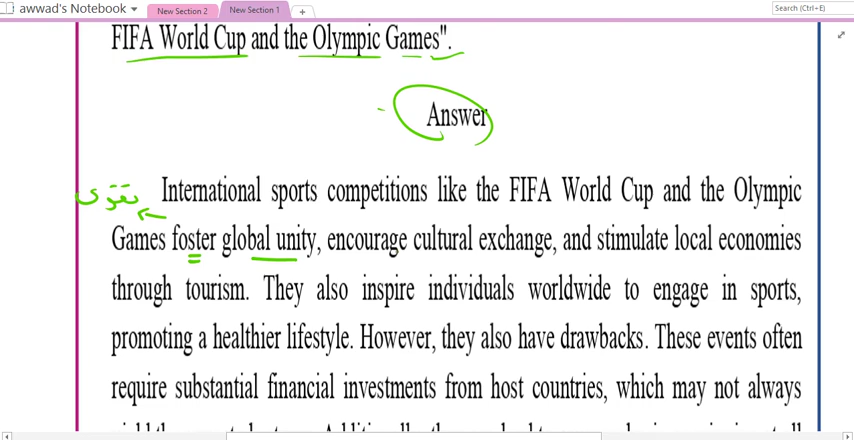 awwad's Notebook
New Section 2
New Section 1
Search (Ctrl+E)
FIFA World Cup and the Olympic Games".
Answer
تقوى
International sports competitions like the FIFA World Cup and the Olympic
Games foster global unity, encourage cultural exchange, and stimulate local economies
through tourism. They also inspire individuals worldwide to engage in sports,
promoting a healthier lifestyle. However, they also have drawbacks. These events often
require substantial financial investments from host countries, which may not always